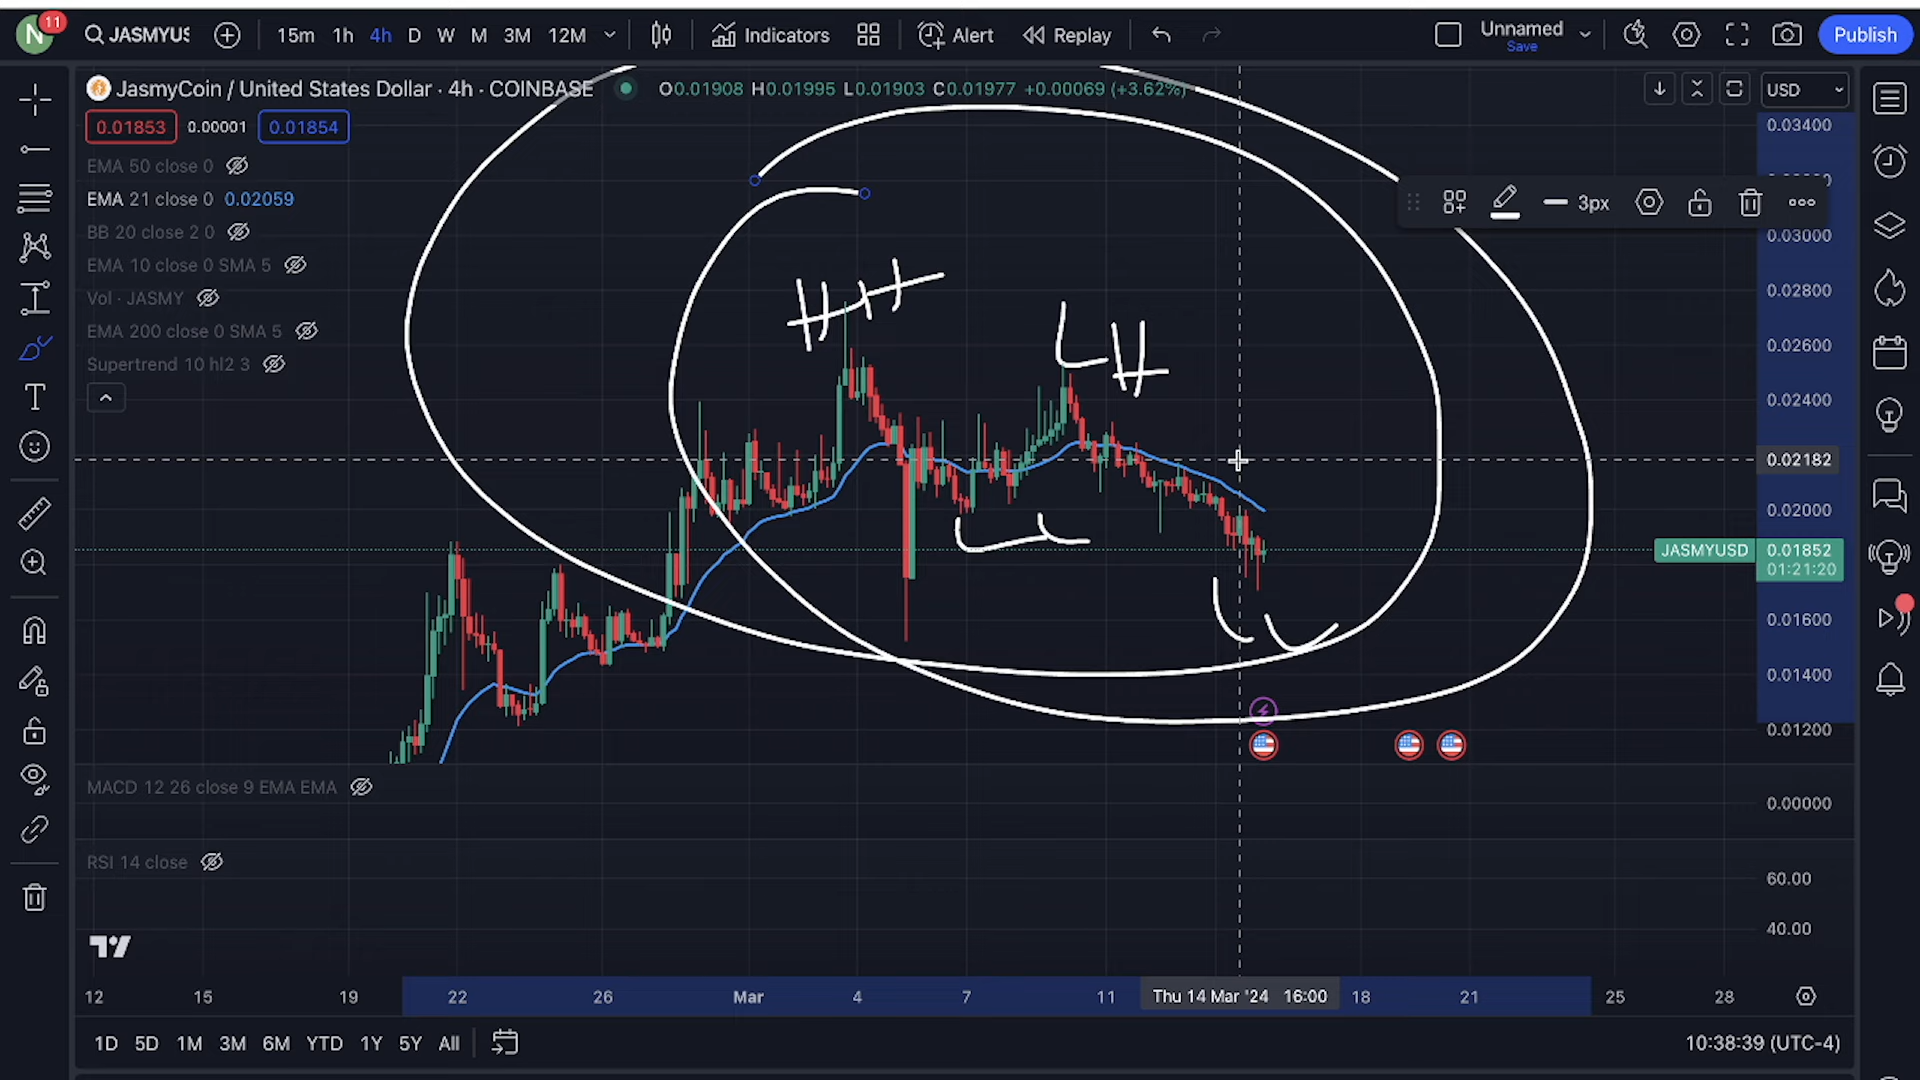 N 11 JASMYUS 15m 1h 4h D W M 3M 12M Indicators Alert Replay Unnamed Save Publish
JasmyCoin / United States Dollar · 4h · COINBASE O0.01908 H0.01995 L0.01903 C0.01977 +0.00069 (+3.62%) USD
0.01853 0.00001 0.01854
EMA 50 close 0
EMA 21 close 0 0.02059
BB 20 close 2 0
EMA 10 close 0 SMA 5
Vol · JASMY
EMA 200 close 0 SMA 5
Supertrend 10 hl2 3
3px
HH
LH
LL
LL
0.03400
0.03000
0.02800
0.02600
0.02400
0.02182
0.02000
JASMYUSD 0.01852
01:21:20
0.01600
0.01400
0.01200
MACD 12 26 close 9 EMA EMA
0.00000
RSI 14 close
60.00
40.00
12 15 19 22 26 Mar 4 7 11 Thu 14 Mar '24 16:00 18 21 25 28
1D 5D 1M 3M 6M YTD 1Y 5Y All 10:38:39 (UTC-4)